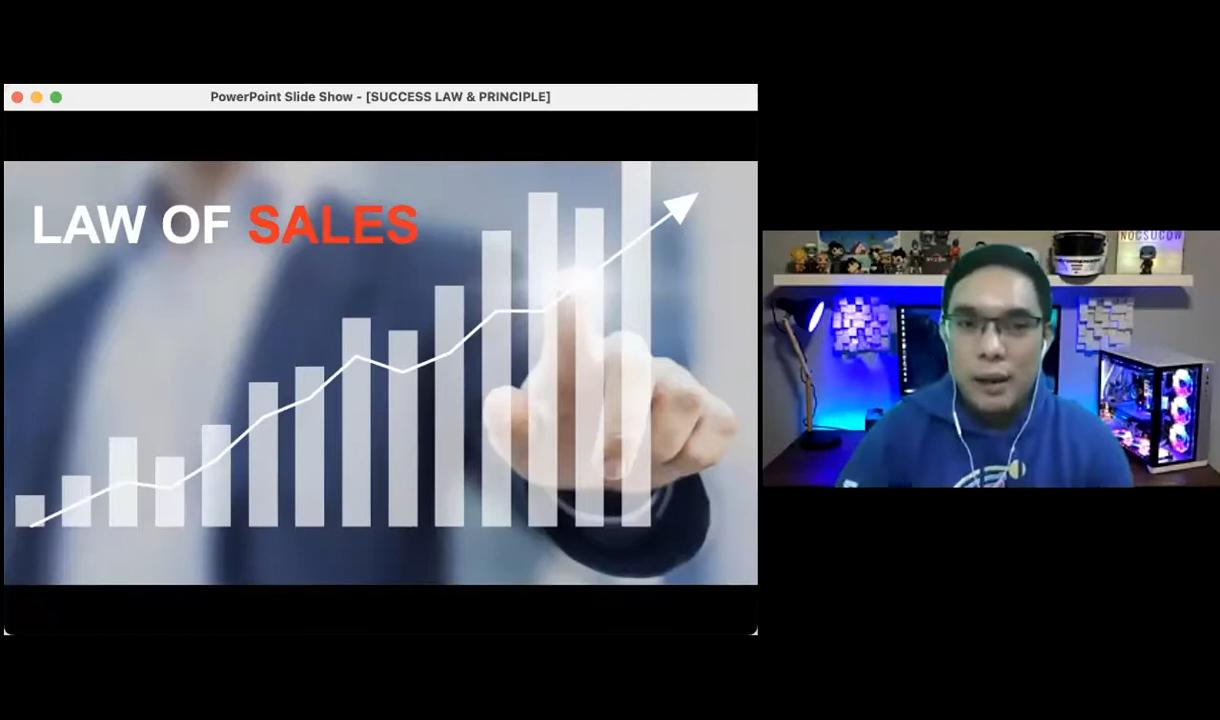 PowerPoint Slide Show - [SUCCESS LAW & PRINCIPLE]
LAW OF SALES
NOCSUCOW